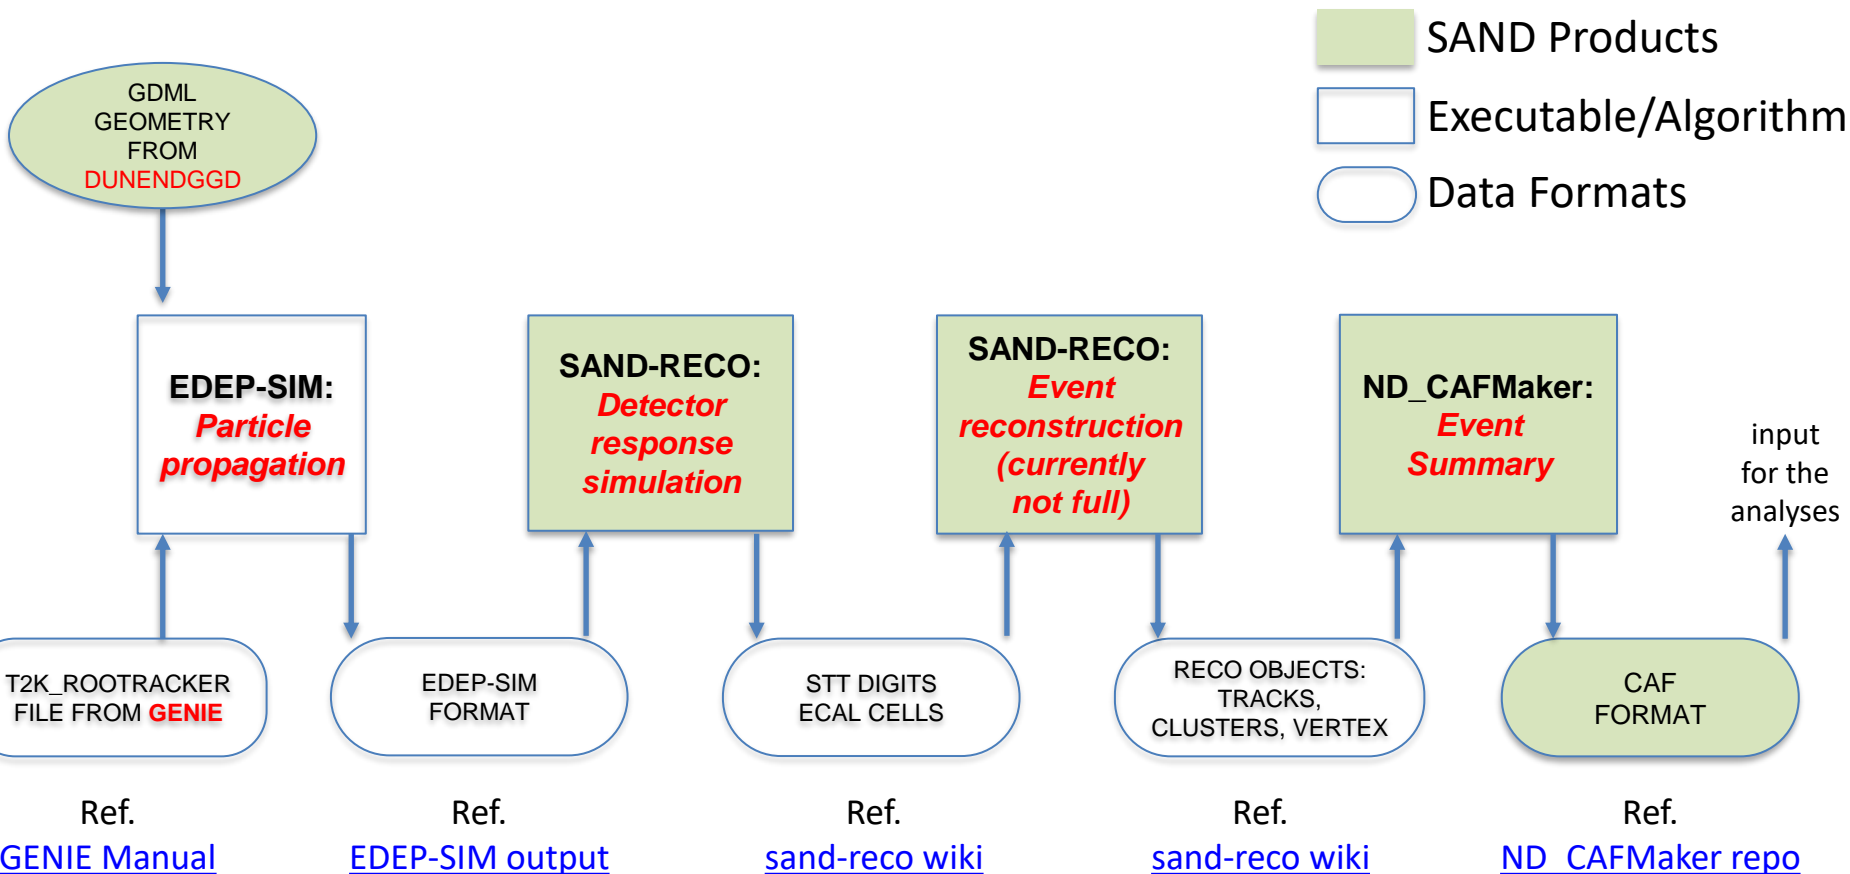 SAND Products
Executable/Algorithm
Data Formats
GDML
GEOMETRY
FROM
DUNENDGGD
EDEP-SIM:
Particle
propagation
SAND-RECO:
Detector
response
simulation
SAND-RECO:
Event
reconstruction
(currently
not full)
ND_CAFMaker:
Event
Summary
input
for the
analyses
T2K_ROOTRACKER
FILE FROM GENIE
EDEP-SIM
FORMAT
STT DIGITS
ECAL CELLS
RECO OBJECTS:
TRACKS,
CLUSTERS, VERTEX
CAF
FORMAT
Ref.
GENIE Manual
Ref.
EDEP-SIM output
Ref.
sand-reco wiki
Ref.
sand-reco wiki
Ref.
ND_CAFMaker repo